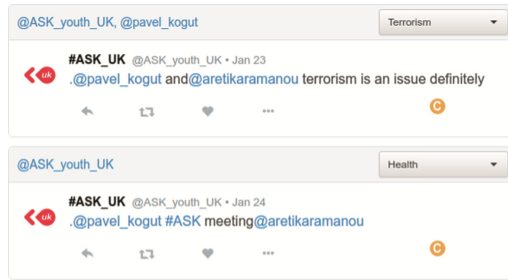 @ASK_youth_UK, @pavel_kogut
Terrorism
#ASK_UK @ASK_youth_UK • Jan 23
uk
.@pavel_kogut and@aretikaramanou terrorism is an issue definitely
C
@ASK_youth_UK
Health
#ASK_UK @ASK_youth_UK • Jan 24
uk
.@pavel_kogut #ASK meeting@aretikaramanou
C